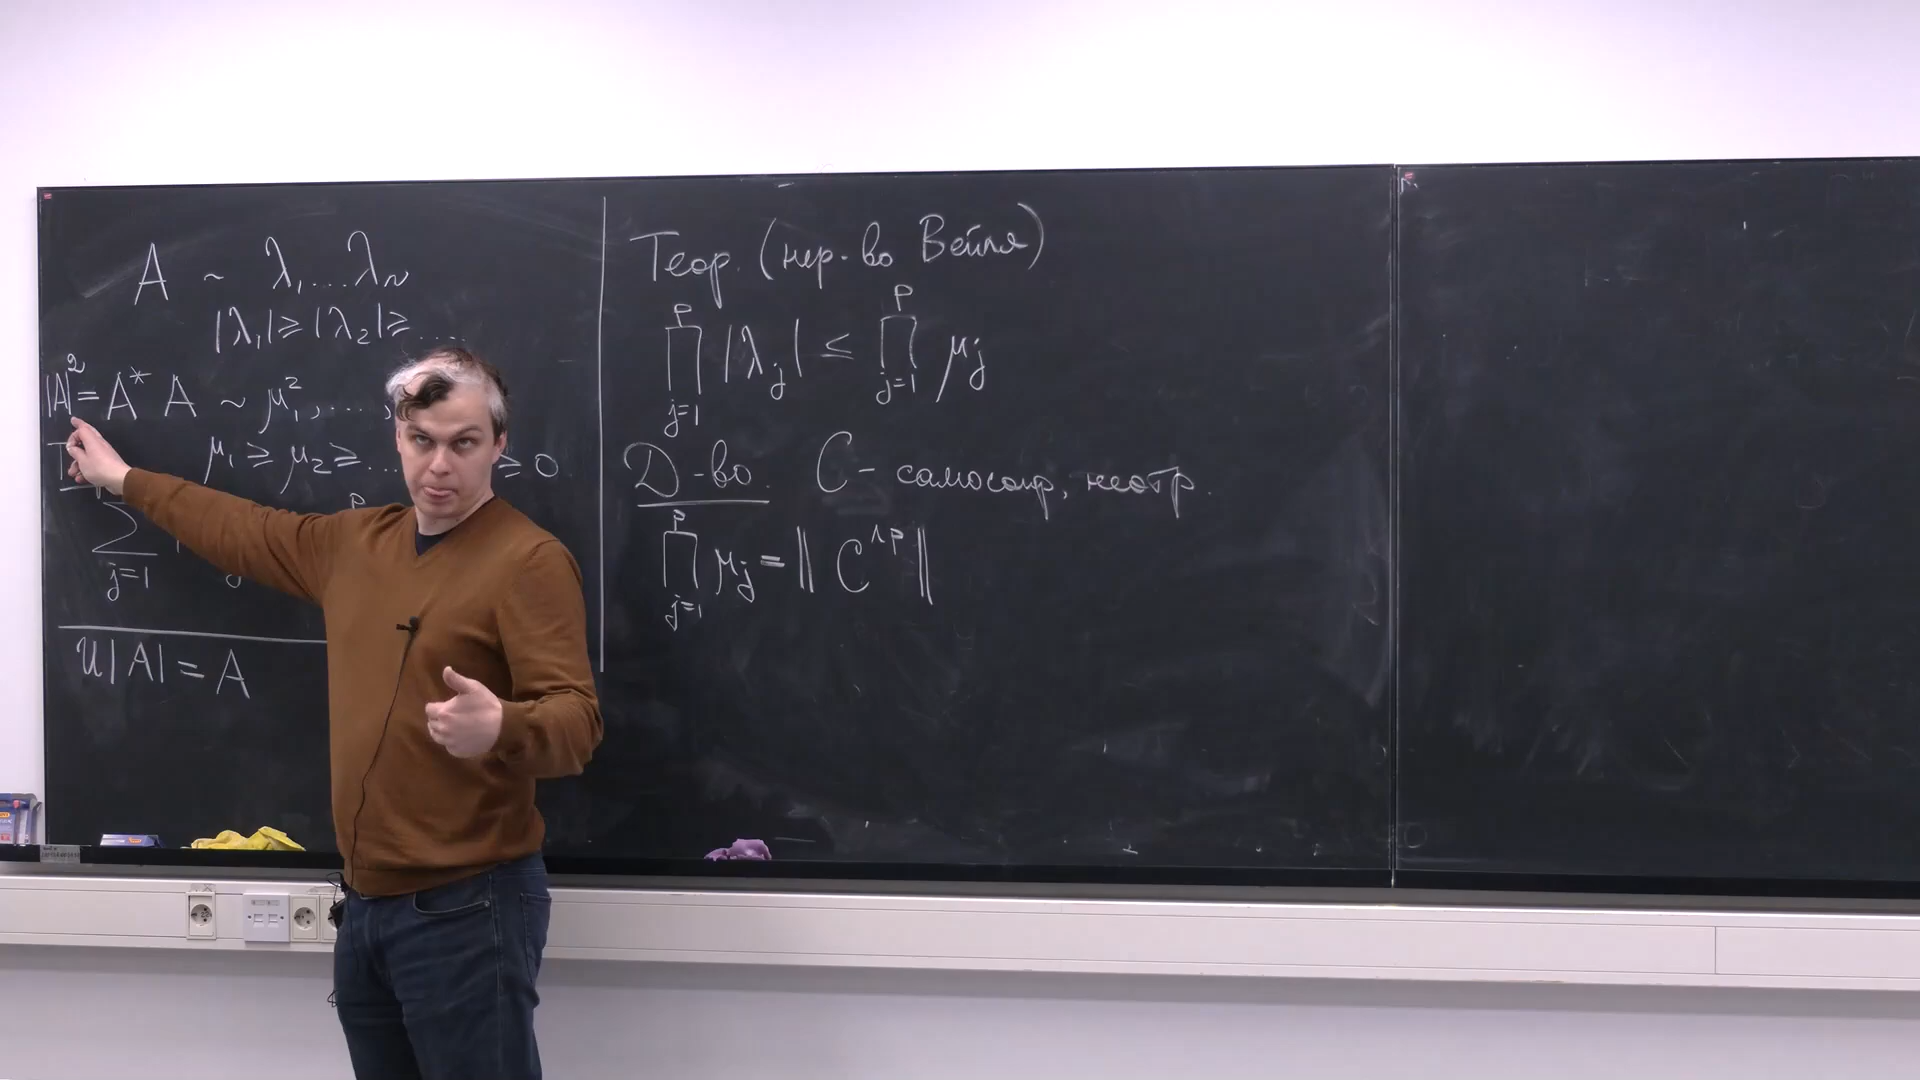 A ~ λ₁...λₙ
|λ₁| ≥ |λ₂| ≥ ....
|A|² = A* A ~ μ₁², ...,
μ₁ ≥ μ₂ ≥ ... ≥ 0
p
∑
j=1
U|A| = A
Теор. (нер-во Вейля)
∏_{j=1}^{p} |λ_j| ≤ ∏_{j=1}^{p} μ_j
Д-во. C - самосопр, неотр.
∏_{j=1}^{p} μ_j = ‖ C^{∧p} ‖